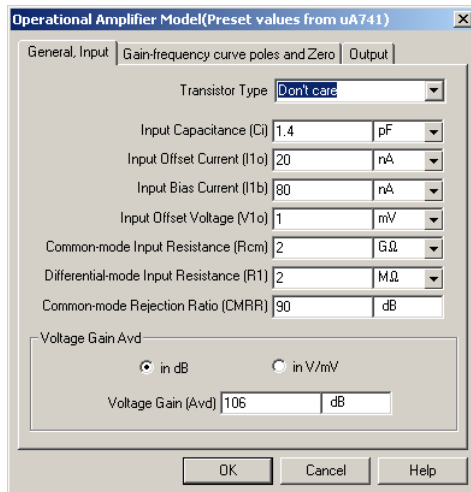 Operational Amplifier Model(Preset values from uA741)
General, Input Gain-frequency curve poles and Zero Output
Transistor Type Don't care
Input Capacitance (Ci) 1.4 pF
Input Offset Current (I1o) 20 nA
Input Bias Current (I1b) 80 nA
Input Offset Voltage (V1o) 1 mV
Common-mode Input Resistance (Rcm) 2 GΩ
Differential-mode Input Resistance (R1) 2 MΩ
Common-mode Rejection Ratio (CMRR) 90 dB
Voltage Gain Avd
in dB in V/mV
Voltage Gain (Avd) 106 dB
OK Cancel Help